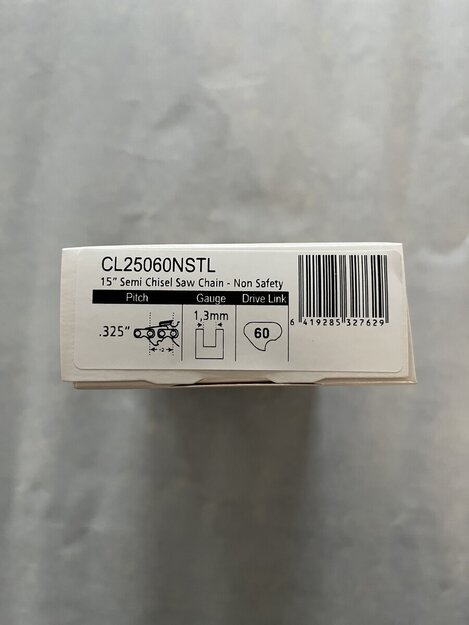 CL25060NSTL
15" Semi Chisel Saw Chain - Non Safety
Pitch Gauge Drive Link
.325" 1,3mm 60
÷2
6 419285 327629